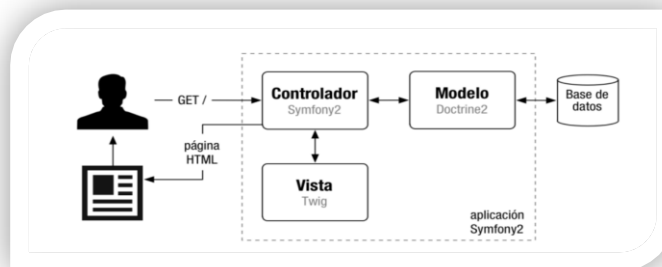 GET /
Controlador
Symfony2
Modelo
Doctrine2
Base de
datos
página
HTML
Vista
Twig
aplicación
Symfony2